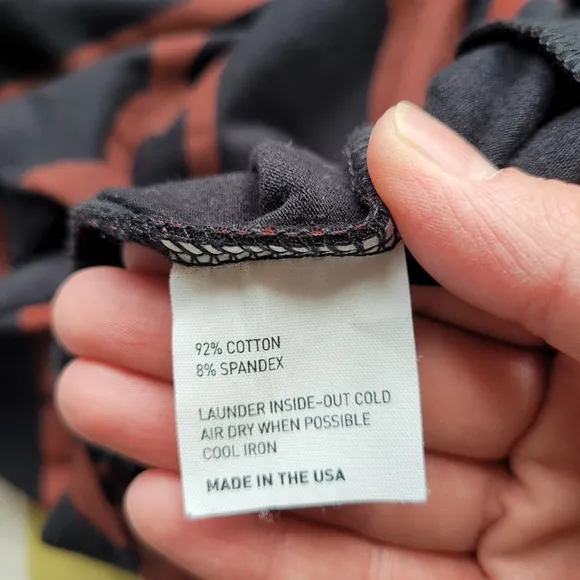 92% COTTON
8% SPANDEX
LAUNDER INSIDE-OUT COLD
AIR DRY WHEN POSSIBLE
COOL IRON
MADE IN THE USA